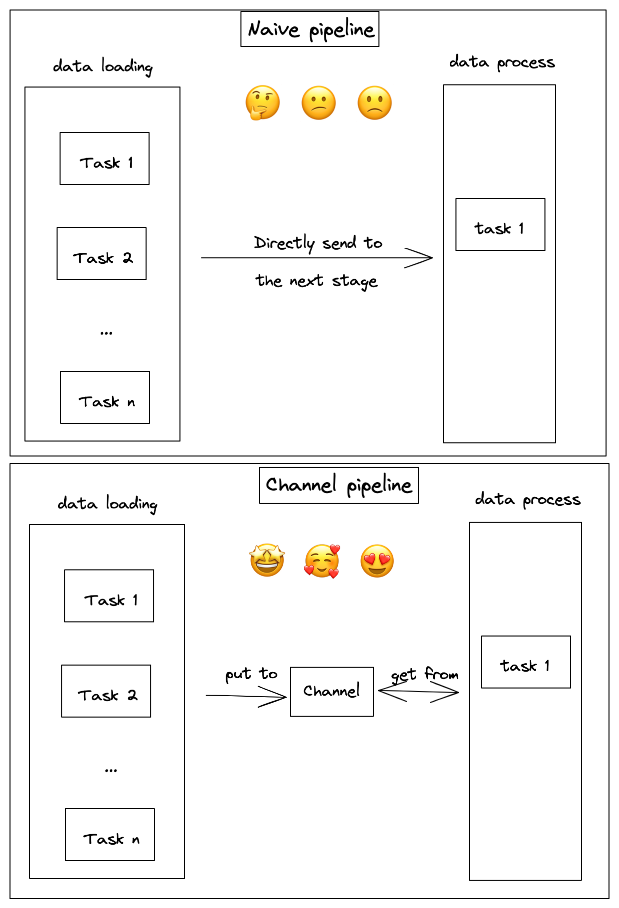 Naive pipeline
data loading
data process
Task 1
task 1
Task 2
Directly send to
the next stage
...
Task n
Channel pipeline
data loading
data process
Task 1
put to
Channel
get from
task 1
Task 2
...
Task n